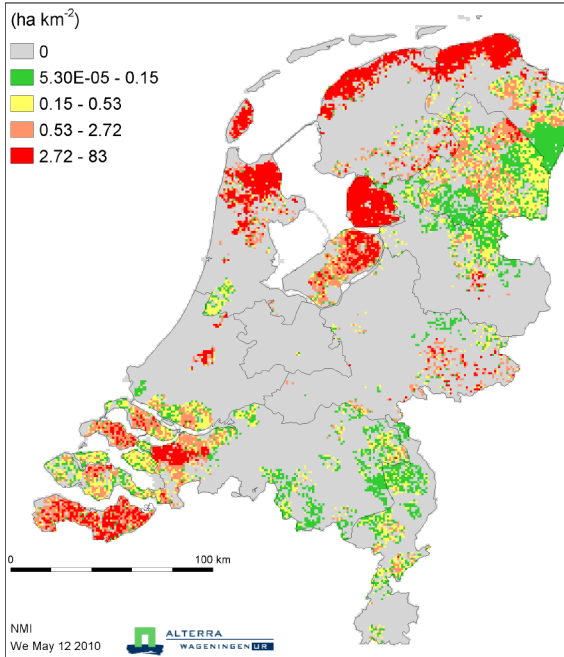 (ha km-2)
0
5.30E-05 - 0.15
0.15 - 0.53
0.53 - 2.72
2.72 - 83
0 100 km
NMI
We May 12 2010
ALTERRA
WAGENINGEN UR